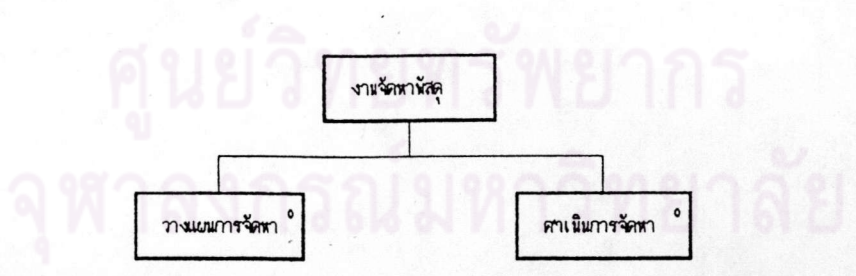 ศูนย์วิทยทรัพยากร
จุฬาลงกรณ์มหาวิทยาลัย
งานจัดหาพัสดุ
วางแผนการจัดหา °
ดำเนินการจัดหา °